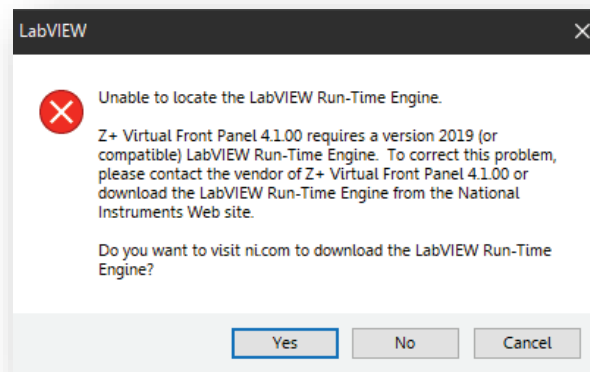 LabVIEW
Unable to locate the LabVIEW Run-Time Engine.
Z+ Virtual Front Panel 4.1.00 requires a version 2019 (or
compatible) LabVIEW Run-Time Engine.  To correct this problem,
please contact the vendor of Z+ Virtual Front Panel 4.1.00 or
download the LabVIEW Run-Time Engine from the National
Instruments Web site.
Do you want to visit ni.com to download the LabVIEW Run-Time
Engine?
Yes No Cancel